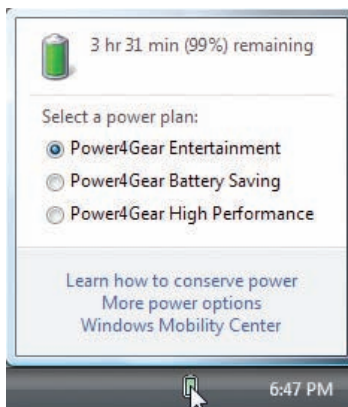 3 hr 31 min (99%) remaining
Select a power plan:
Power4Gear Entertainment
Power4Gear Battery Saving
Power4Gear High Performance
Learn how to conserve power
More power options
Windows Mobility Center
6:47 PM